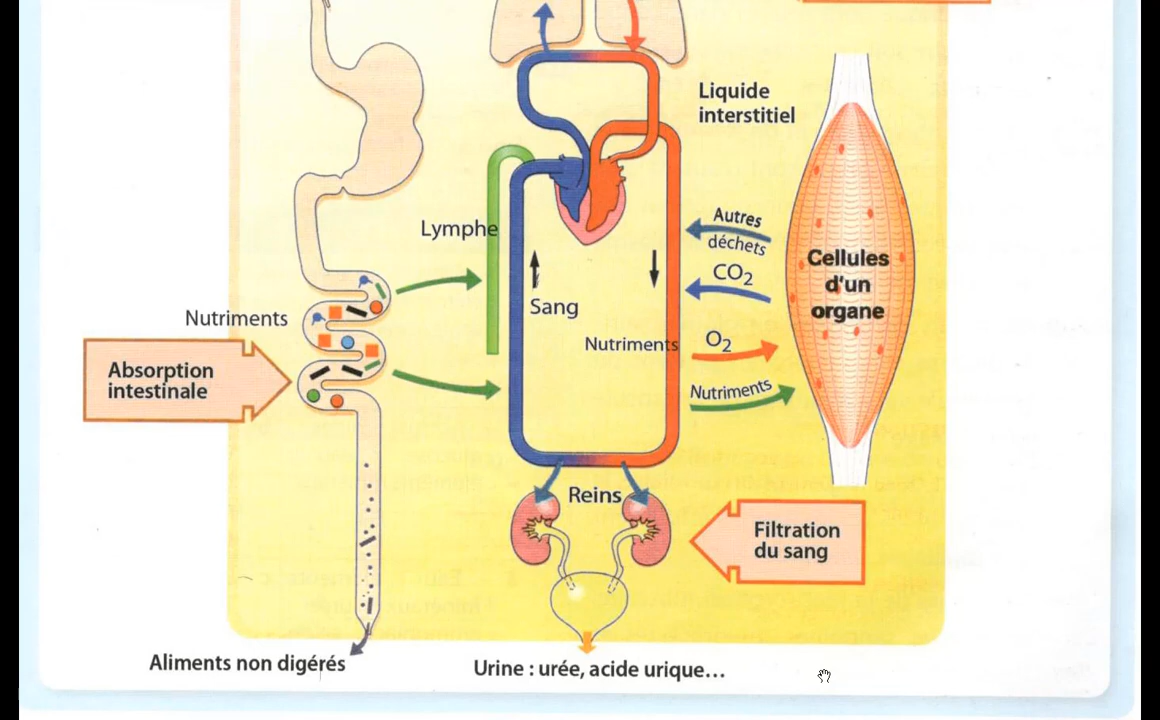 Liquide
interstitiel
Lymphe
Autres
déchets
CO₂
Cellules
d'un
organe
Sang
Nutriments
Nutriments
O₂
Absorption
intestinale
Nutriments
Reins
Filtration
du sang
Aliments non digérés
Urine : urée, acide urique...